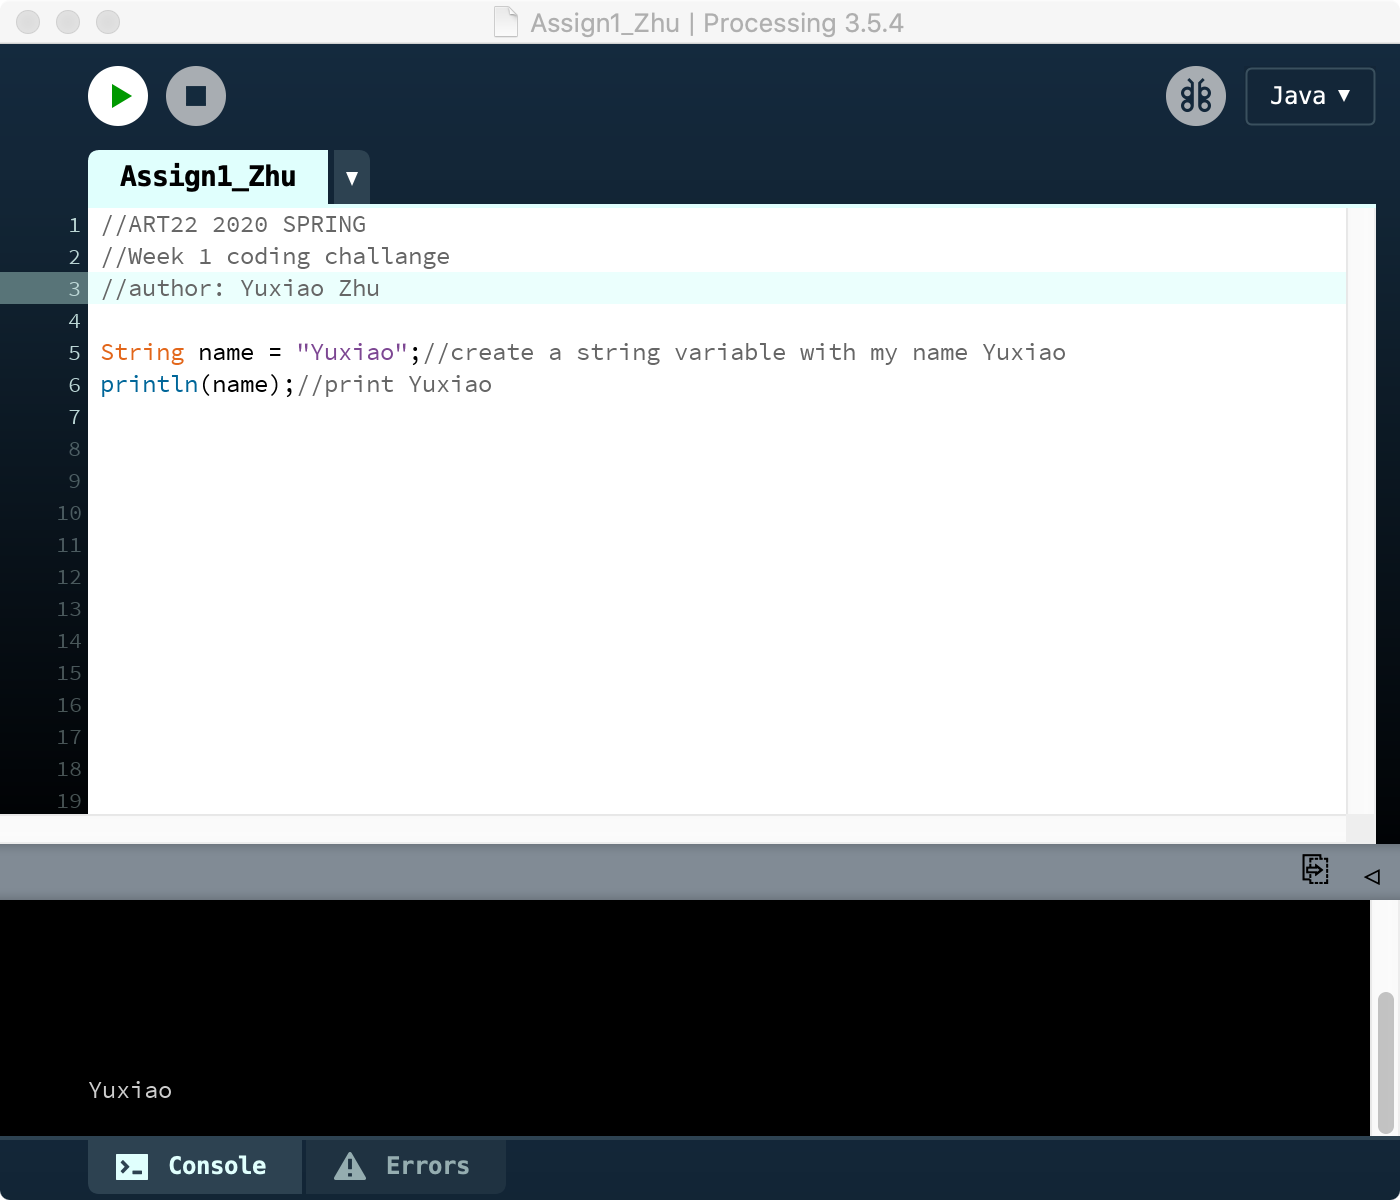 Assign1_Zhu | Processing 3.5.4
Java ▼
Assign1_Zhu ▼
1 //ART22 2020 SPRING
2 //Week 1 coding challange
3 //author: Yuxiao Zhu
4
5 String name = "Yuxiao";//create a string variable with my name Yuxiao
6 println(name);//print Yuxiao
7
8
9
10
11
12
13
14
15
16
17
18
19
Yuxiao
Console Errors